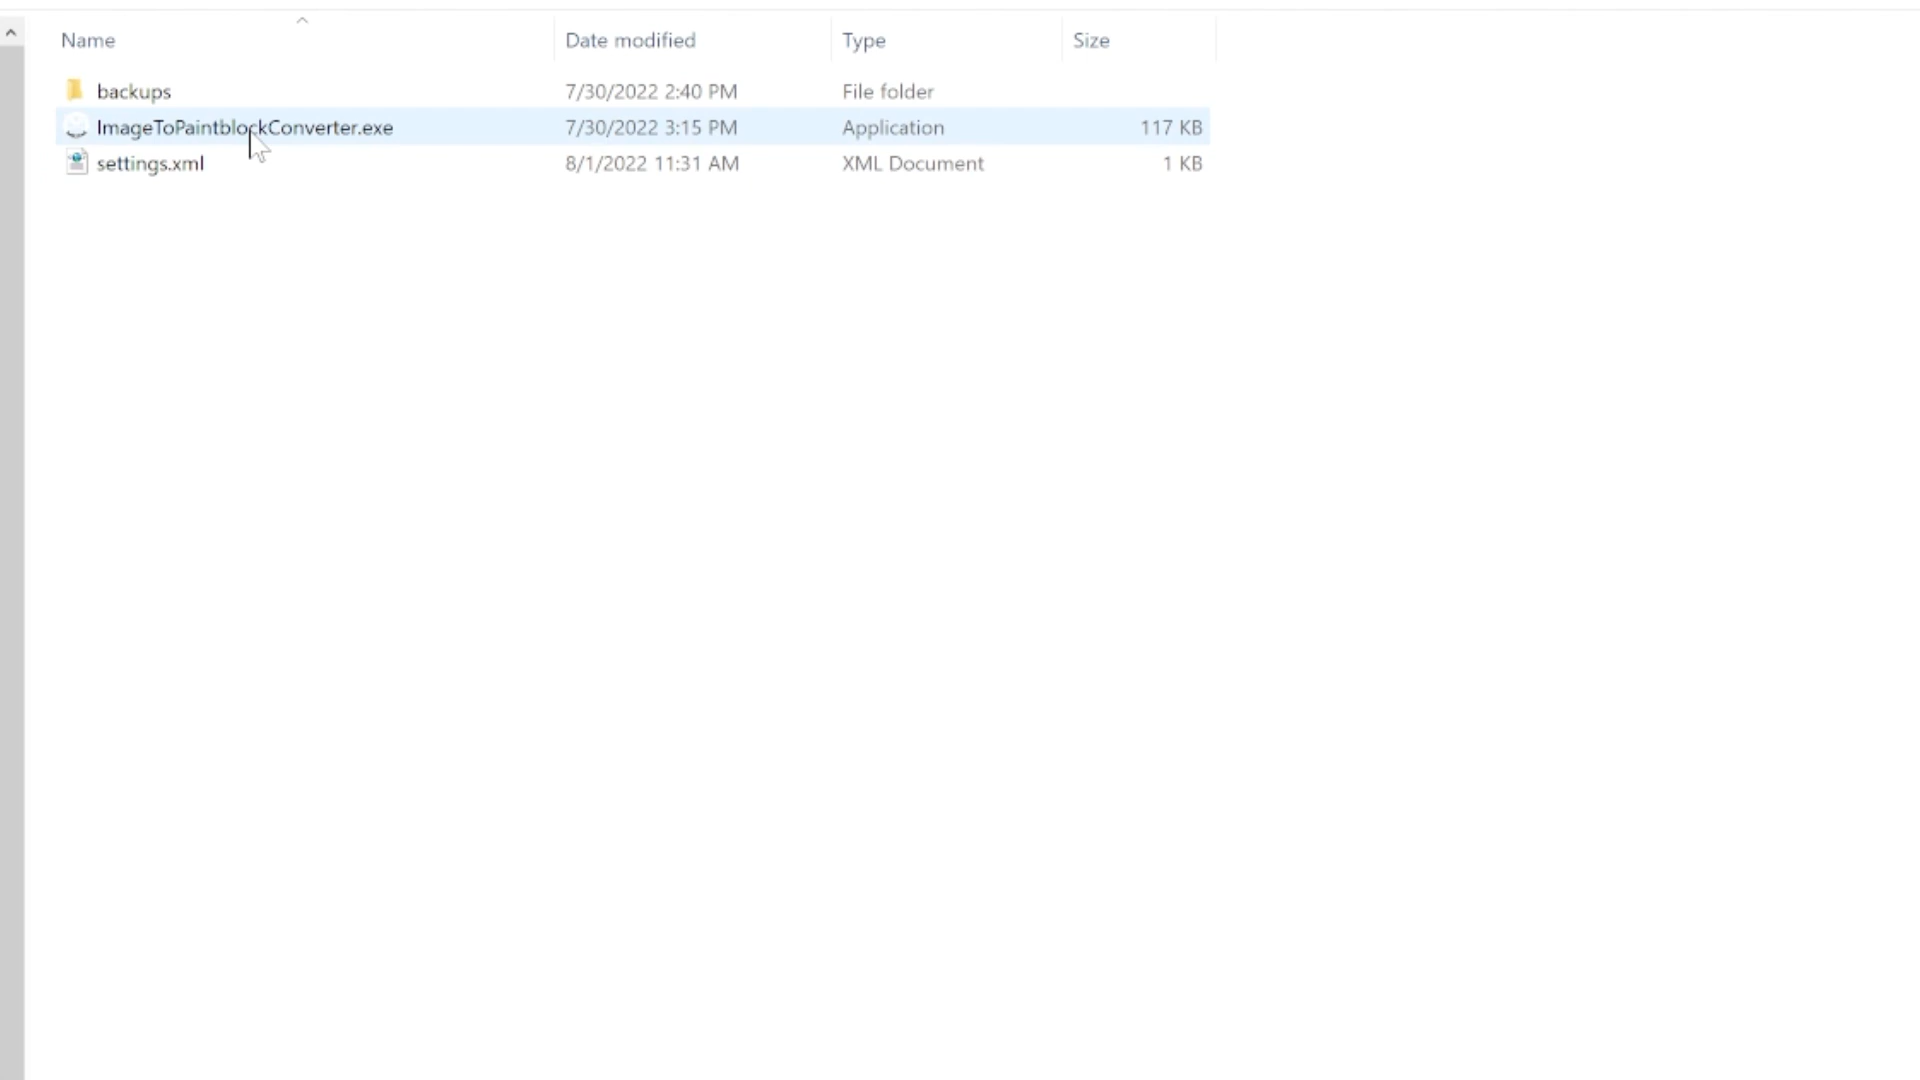 Name Date modified Type Size
backups 7/30/2022 2:40 PM File folder
ImageToPaintblockConverter.exe 7/30/2022 3:15 PM Application 117 KB
settings.xml 8/1/2022 11:31 AM XML Document 1 KB